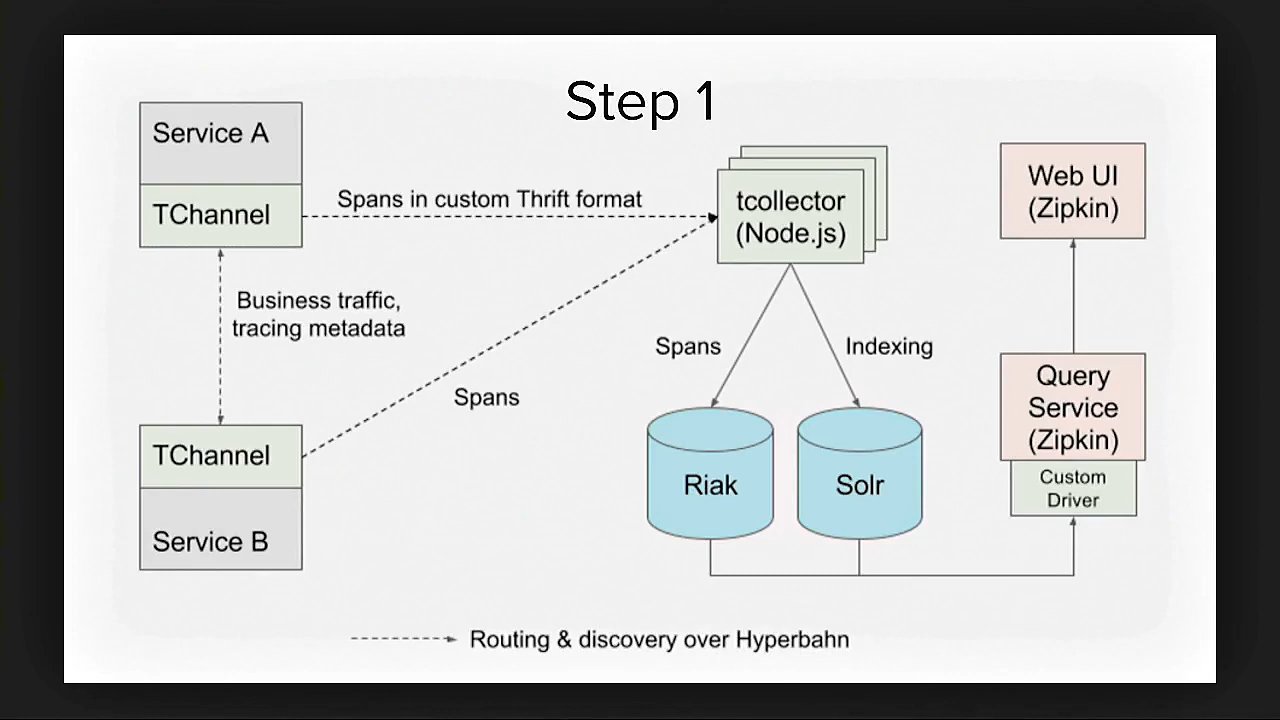 Step 1
Service A
TChannel
Spans in custom Thrift format
tcollector
(Node.js)
Web UI
(Zipkin)
Business traffic,
tracing metadata
Spans
Spans
Indexing
Query
Service
(Zipkin)
Custom
Driver
TChannel
Service B
Riak
Solr
Routing & discovery over Hyperbahn